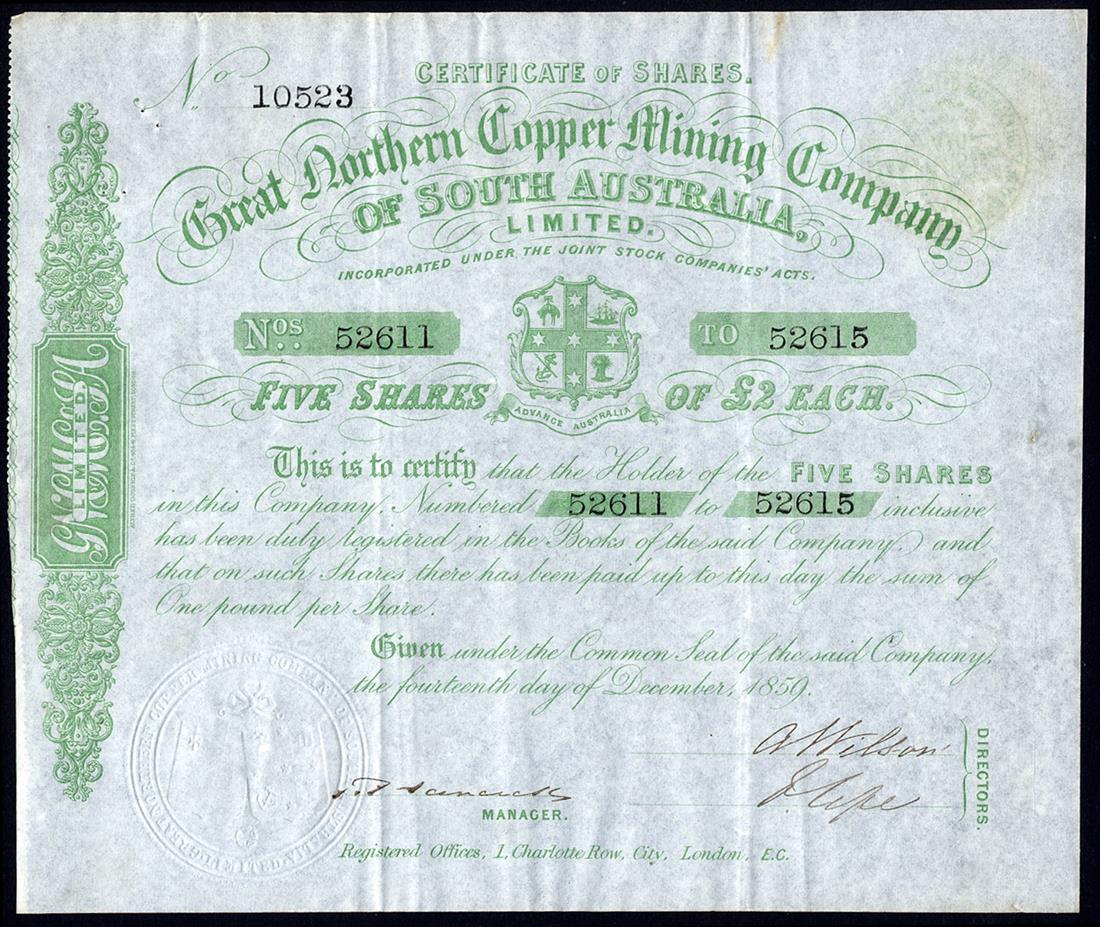 No 10523
CERTIFICATE OF SHARES.
Great Northern Copper Mining Company
OF SOUTH AUSTRALIA,
LIMITED.
INCORPORATED UNDER THE JOINT STOCK COMPANIES' ACTS.
Nos. 52611 TO 52615
FIVE SHARES OF £2 EACH.
ADVANCE AUSTRALIA
This is to certify that the Holder of the FIVE SHARES
in this Company, Numbered 52611 to 52615 inclusive
has been duly registered in the Books of the said Company, and
that on such Shares there has been paid up to this day the sum of
One pound per Share.
Given under the Common Seal of the said Company,
the fourteenth day of December, 1859.
A Wilson
DIRECTORS.
MANAGER.
Registered Offices, 1, Charlotte Row, City, London, E.C.
LIMITED.
COPPER MINING COMPANY OF